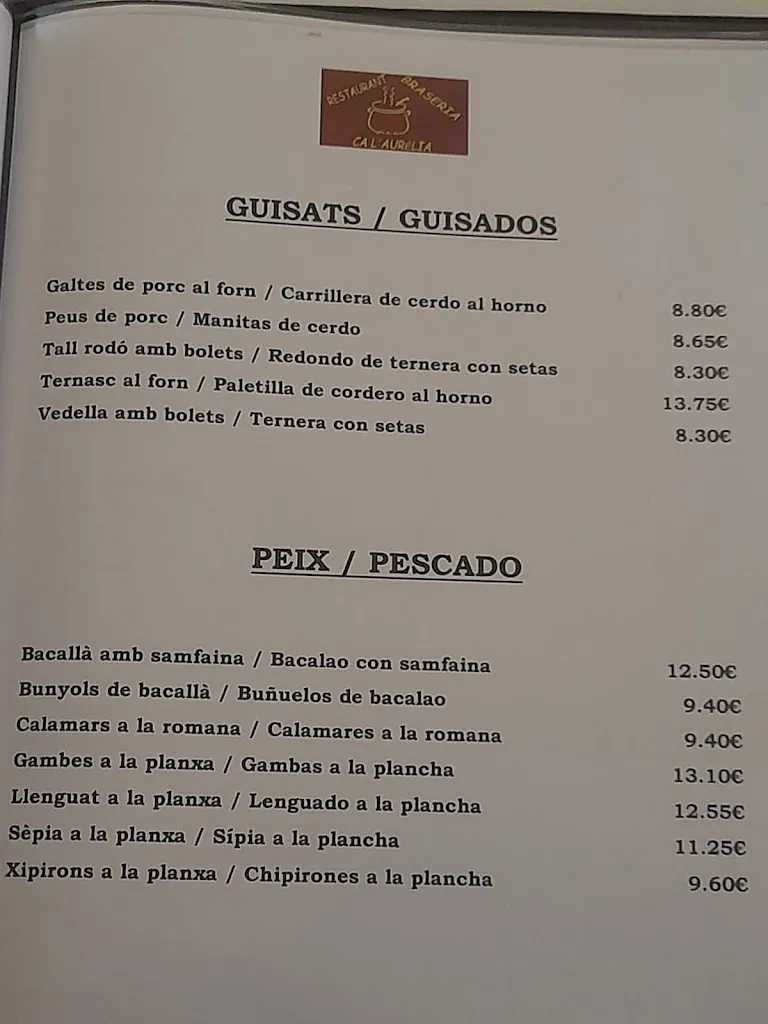 RESTAURANT BRASERIA
CA L'AURELIA
GUISATS / GUISADOS
Galtes de porc al forn / Carrillera de cerdo al horno 8.80€
Peus de porc / Manitas de cerdo 8.65€
Tall rodó amb bolets / Redondo de ternera con setas 8.30€
Ternasc al forn / Paletilla de cordero al horno 13.75€
Vedella amb bolets / Ternera con setas 8.30€
PEIX / PESCADO
Bacallà amb samfaina / Bacalao con samfaina 12.50€
Bunyols de bacallà / Buñuelos de bacalao 9.40€
Calamars a la romana / Calamares a la romana 9.40€
Gambes a la planxa / Gambas a la plancha 13.10€
Llenguat a la planxa / Lenguado a la plancha 12.55€
Sèpia a la planxa / Sípia a la plancha 11.25€
Xipirons a la planxa / Chipirones a la plancha 9.60€